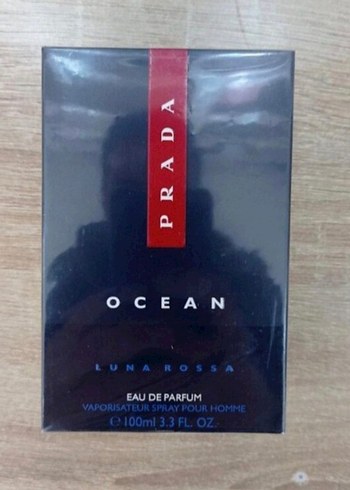 PRADA
OCEAN
LUNA ROSSA
EAU DE PARFUM
VAPORISATEUR SPRAY POUR HOMME
℮ 100ml 3.3 FL. OZ.